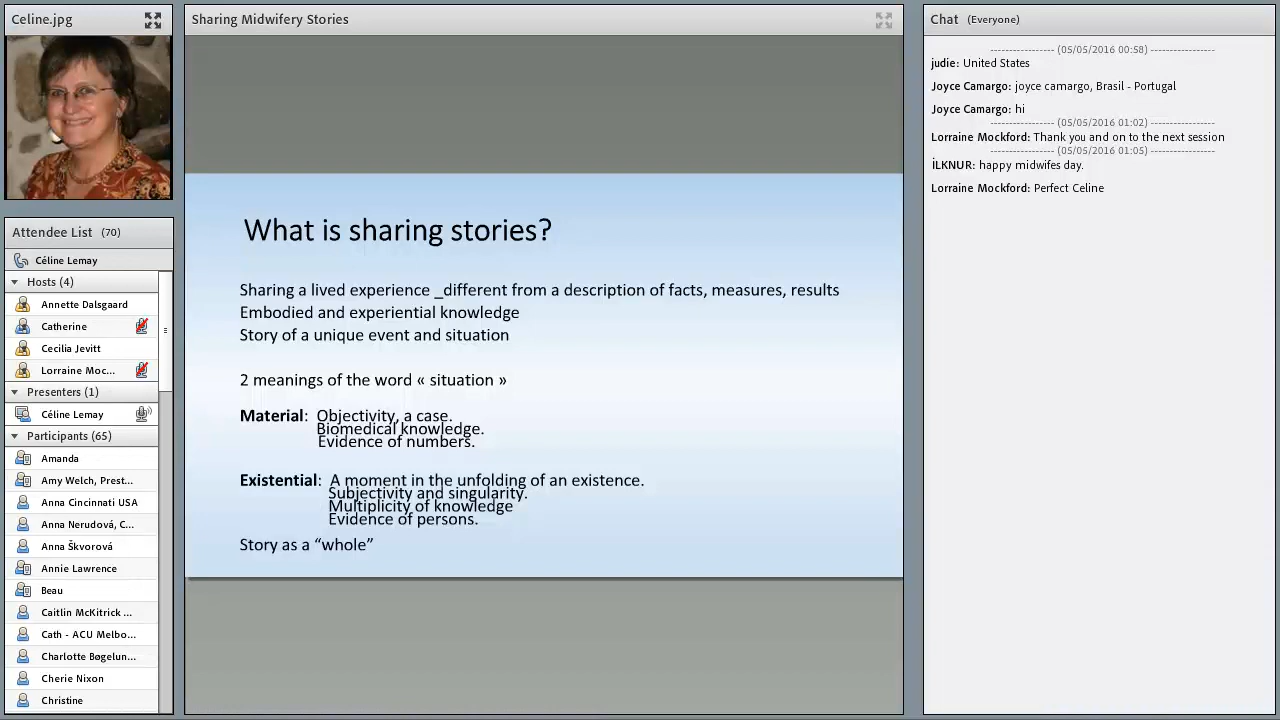 Celine.jpg
Attendee List (70)
Céline Lemay
Hosts (4)
Annette Dalsgaard
Catherine
Cecilia Jevitt
Lorraine Moc...
Presenters (1)
Céline Lemay
Participants (65)
Amanda
Amy Welch, Prest...
Anna Cincinnati USA
Anna Nerudová, C...
Anna Škvorová
Annie Lawrence
Beau
Caitlin McKitrick ...
Cath - ACU Melbo...
Charlotte Bøgelun...
Cherie Nixon
Christine
Sharing Midwifery Stories
What is sharing stories?
Sharing a lived experience _different from a description of facts, measures, results
Embodied and experiential knowledge
Story of a unique event and situation
2 meanings of the word « situation »
Material: Objectivity, a case.
Biomedical knowledge.
Evidence of numbers.
Existential: A moment in the unfolding of an existence.
Subjectivity and singularity.
Multiplicity of knowledge
Evidence of persons.
Story as a “whole”
Chat (Everyone)
----------------- (05/05/2016 00:58) -----------------
judie: United States
Joyce Camargo: joyce camargo, Brasil - Portugal
Joyce Camargo: hi
----------------- (05/05/2016 01:02) -----------------
Lorraine Mockford: Thank you and on to the next session
----------------- (05/05/2016 01:05) -----------------
İLKNUR: happy midwifes day.
Lorraine Mockford: Perfect Celine